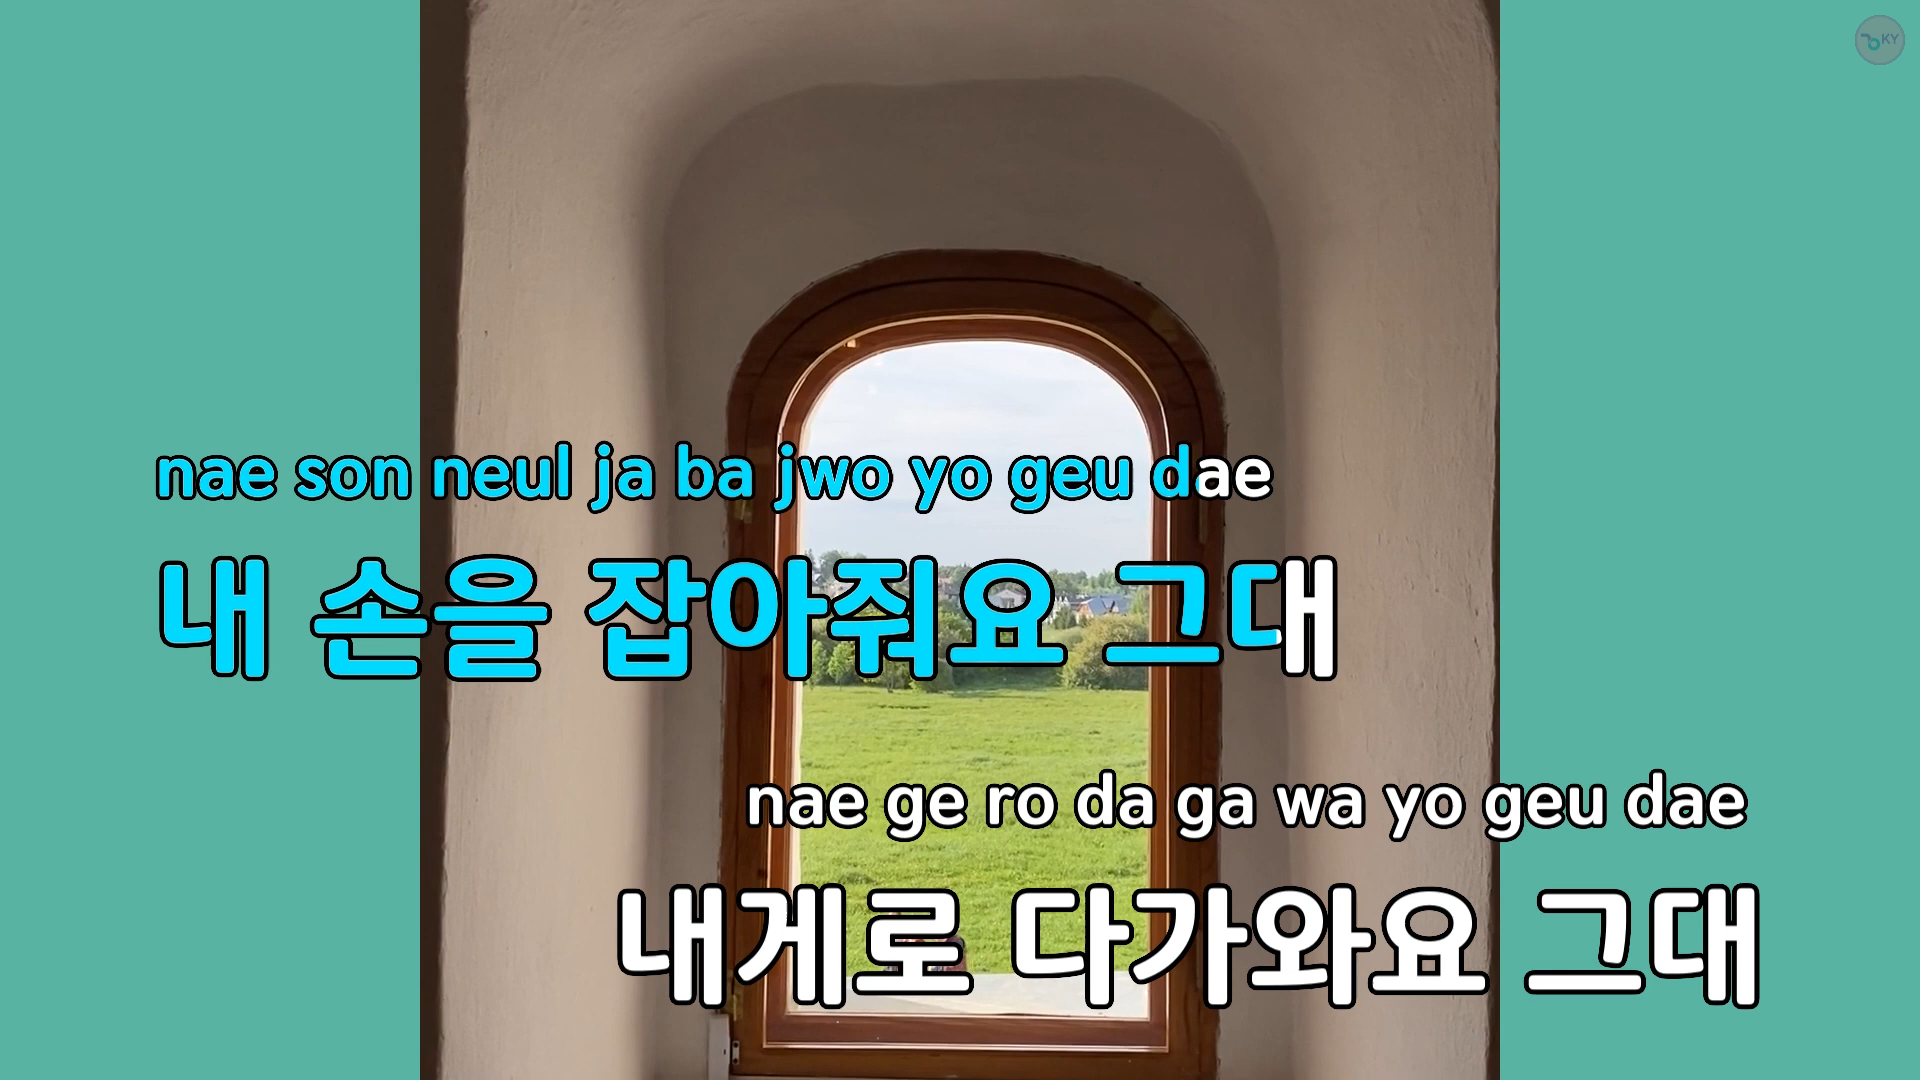 KY
nae son neul ja ba jwo yo geu dae
내 손을 잡아줘요 그대
nae ge ro da ga wa yo geu dae
내게로 다가와요 그대